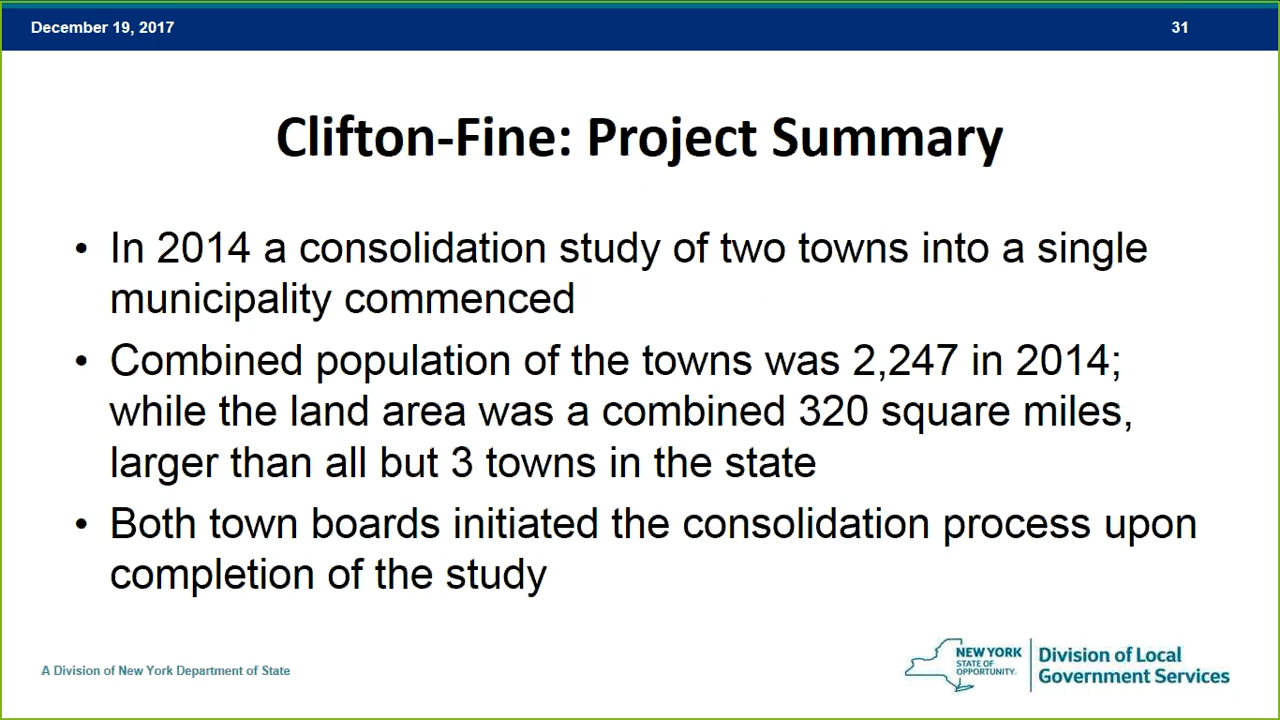 December 19, 2017
31
Clifton-Fine: Project Summary
• In 2014 a consolidation study of two towns into a single
municipality commenced
• Combined population of the towns was 2,247 in 2014;
while the land area was a combined 320 square miles,
larger than all but 3 towns in the state
• Both town boards initiated the consolidation process upon
completion of the study
A Division of New York Department of State
NEW YORK
STATE OF
OPPORTUNITY.
Division of Local
Government Services